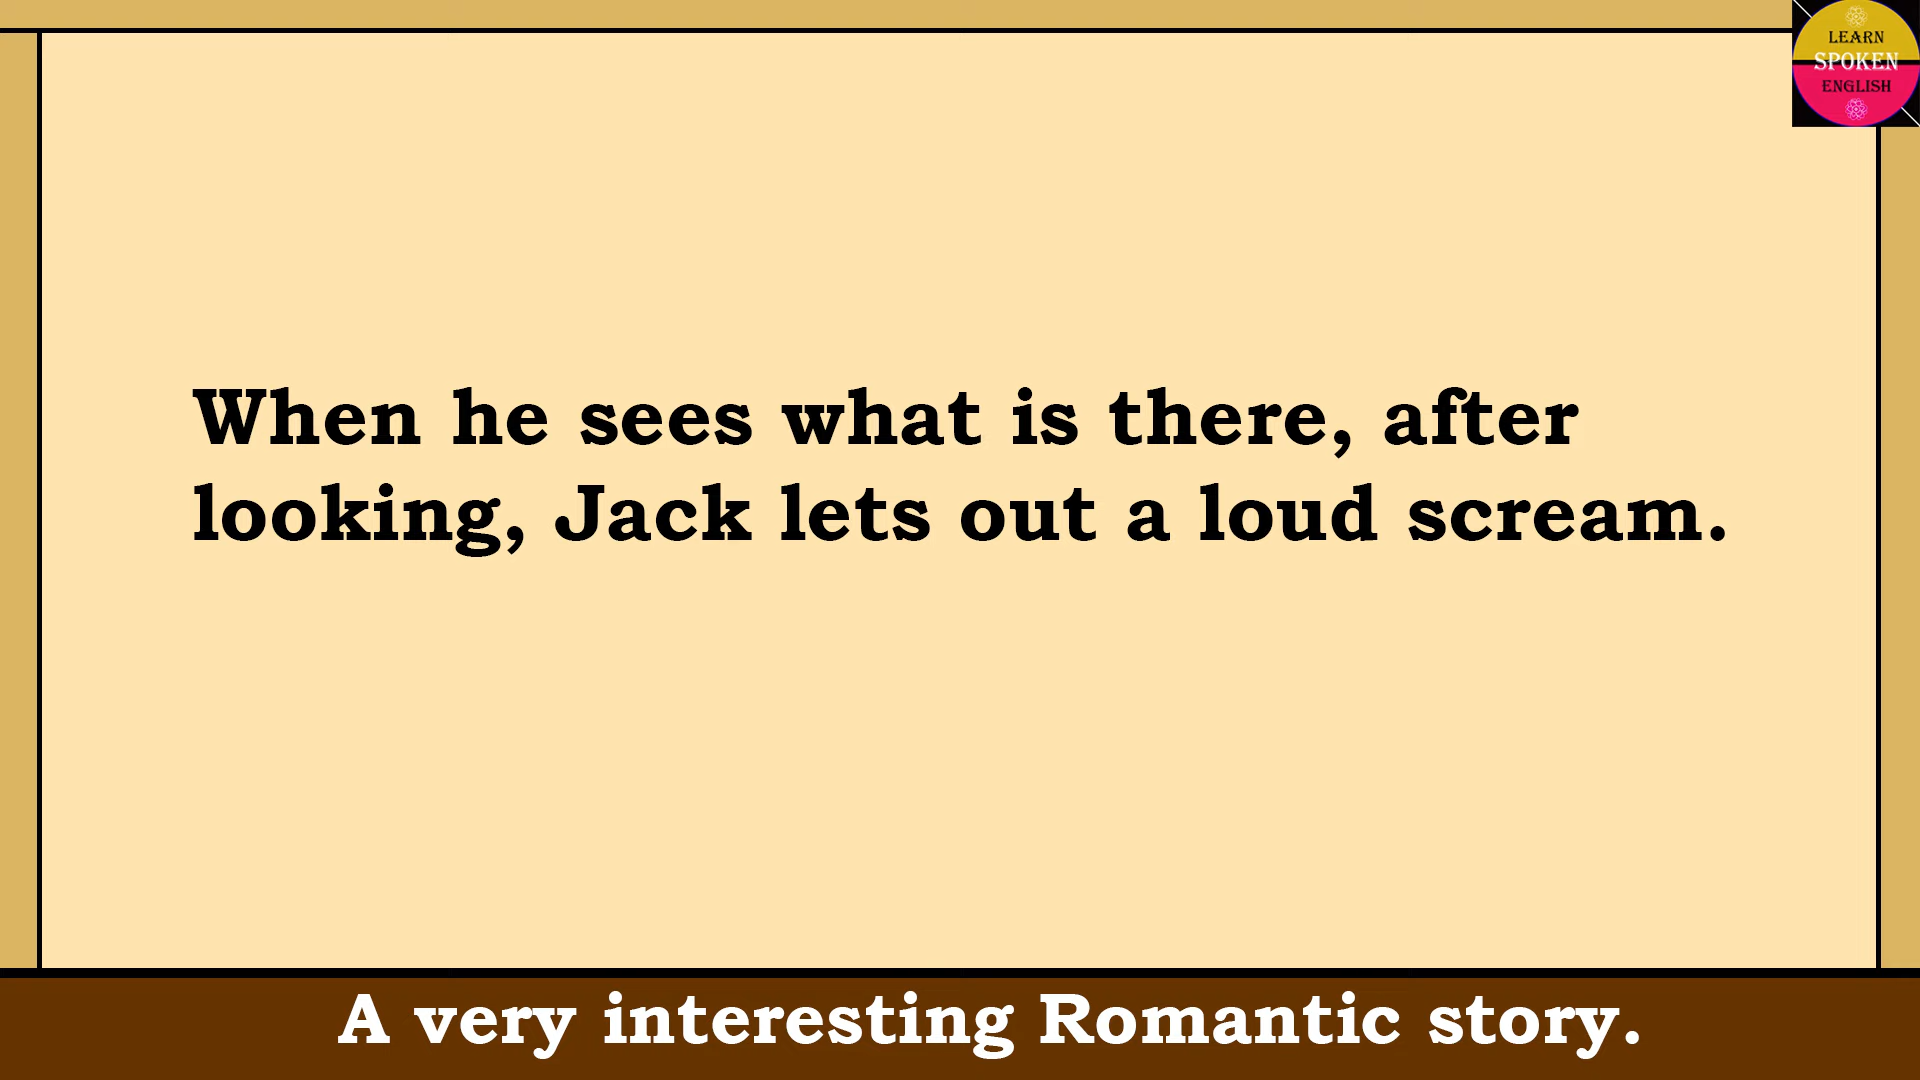 LEARN
SPOKEN
ENGLISH
When he sees what is there, after
looking, Jack lets out a loud scream.
A very interesting Romantic story.